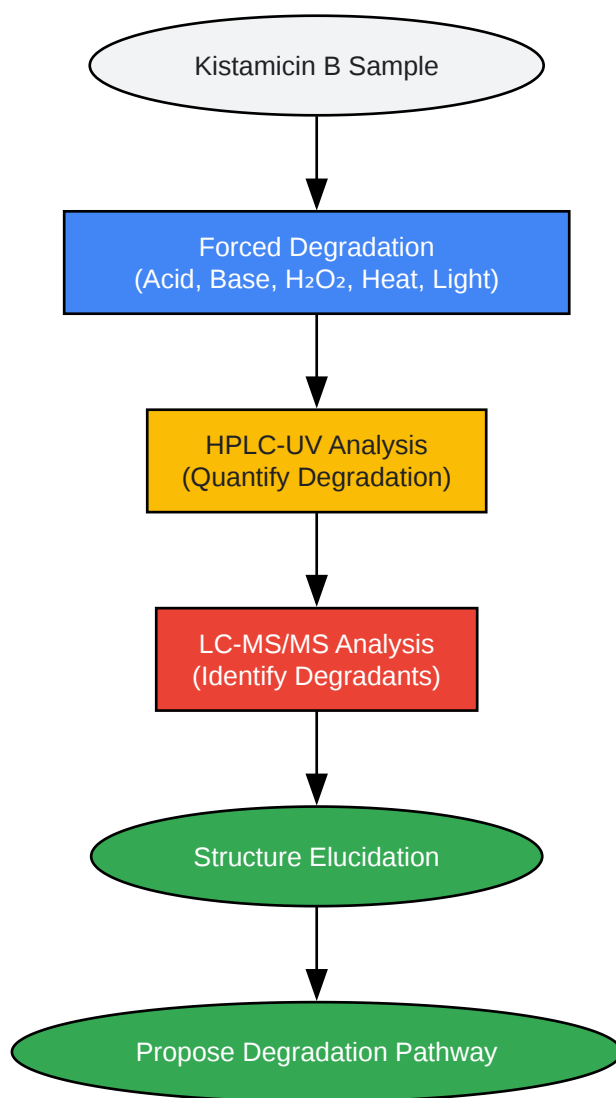 Kistamicin B Sample
Forced Degradation
(Acid, Base, H₂O₂, Heat, Light)
HPLC-UV Analysis
(Quantify Degradation)
LC-MS/MS Analysis
(Identify Degradants)
Structure Elucidation
Propose Degradation Pathway